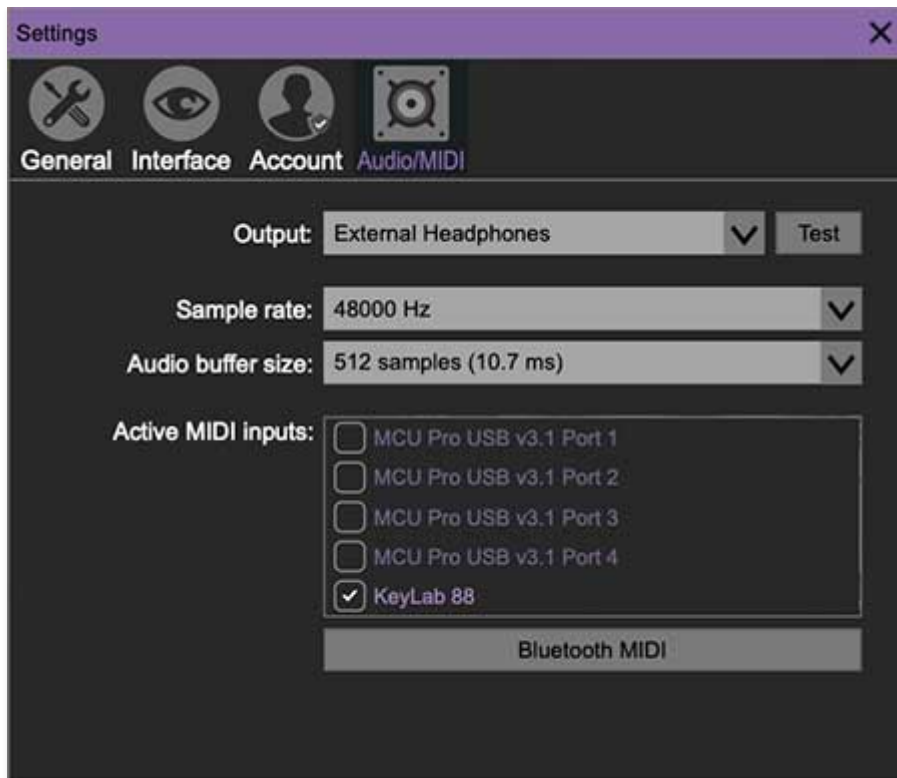 Settings
General Interface Account Audio/MIDI
Output: External Headphones Test
Sample rate: 48000 Hz
Audio buffer size: 512 samples (10.7 ms)
Active MIDI inputs: MCU Pro USB v3.1 Port 1
MCU Pro USB v3.1 Port 2
MCU Pro USB v3.1 Port 3
MCU Pro USB v3.1 Port 4
KeyLab 88
Bluetooth MIDI